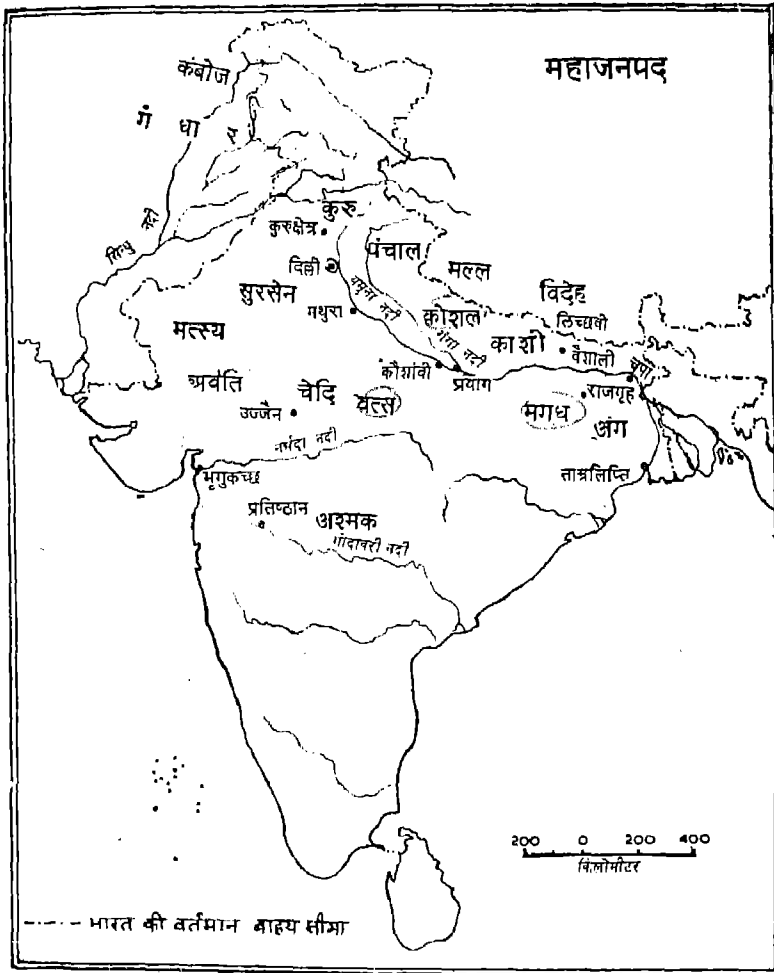 महाजनपद
कंबोज
गंधार
सिन्धु नदी
कुरु
कुरुक्षेत्र
पंचाल
दिल्ली
मल्ल
सुरसेन
यमुना नदी
विदेह
मथुरा
कोशल
लिच्छवी
मत्स्य
गंगा नदी
काशी
वैशाली
चंपा
कौशांबी
प्रयाग
अवंति
चेदि
वत्स
राजगृह
उज्जैन
मगध
अंग
नर्मदा नदी
भृगुकच्छ
ताम्रलिप्ति
प्रतिष्ठान
अश्मक
गोदावरी नदी
200 0 200 400
किलोमीटर
भारत की वर्तमान बाहय सीमा